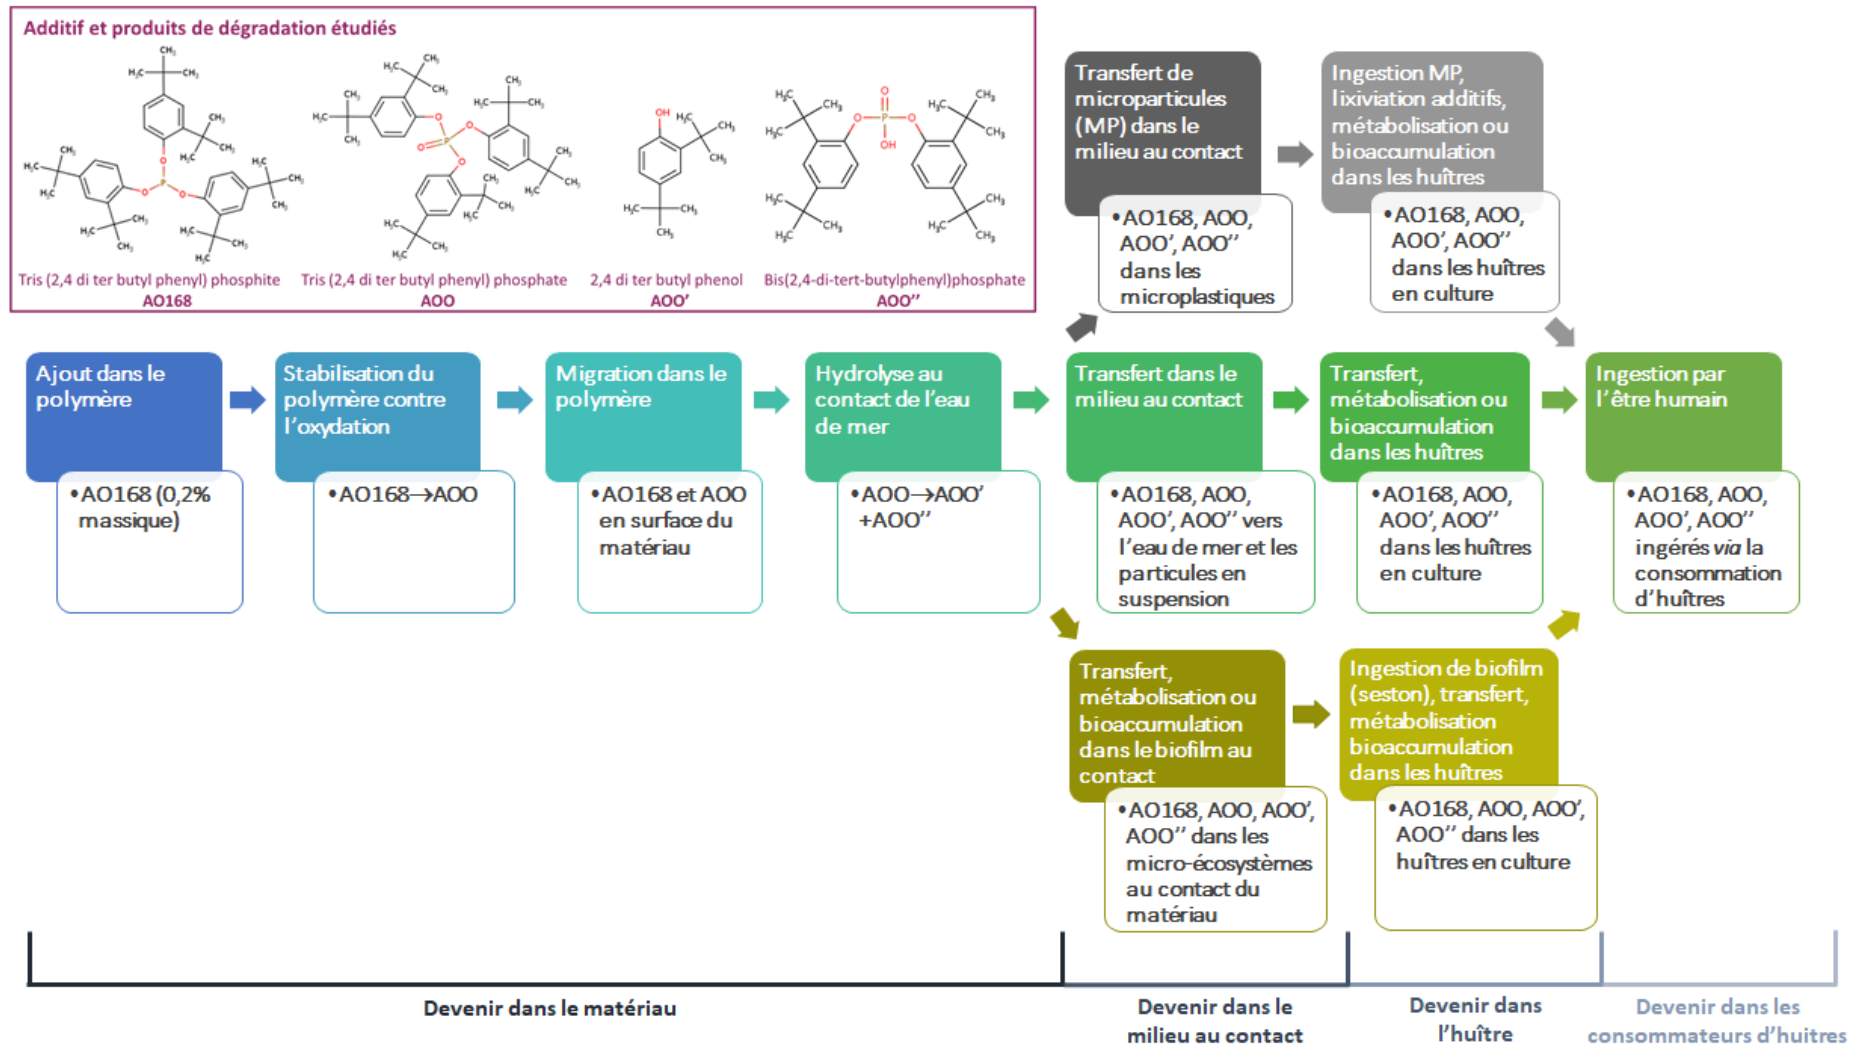 Additif et produits de dégradation étudiés
Tris (2,4 di ter butyl phenyl) phosphite
AO168
Tris (2,4 di ter butyl phenyl) phosphate
AOO
2,4 di ter butyl phenol
AOO’
Bis(2,4-di-tert-butylphenyl)phosphate
AOO’’
Transfert de
microparticules
(MP) dans le
milieu au contact
•AO168, AOO,
AOO’, AOO’’
dans les
microplastiques
Ingestion MP,
lixiviation additifs,
métabolisation ou
bioaccumulation
dans les huîtres
•AO168, AOO,
AOO’, AOO’’
dans les huîtres
en culture
Ajout dans le
polymère
•AO168 (0,2%
massique)
Stabilisation du
polymère contre
l’oxydation
•AO168→AOO
Migration dans le
polymère
•AO168 et AOO
en surface du
matériau
Hydrolyse au
contact de l’eau
de mer
•AOO→AOO’
+AOO’’
Transfert dans le
milieu au contact
•AO168, AOO,
AOO’, AOO’’ vers
l’eau de mer et les
particules en
suspension
Transfert,
métabolisation ou
bioaccumulation
dans les huîtres
•AO168, AOO,
AOO’, AOO’’
dans les huîtres
en culture
Ingestion par
l’être humain
•AO168, AOO,
AOO’, AOO’’
ingérés via la
consommation
d’huîtres
Transfert,
métabolisation ou
bioaccumulation
dans le biofilm au
contact
•AO168, AOO, AOO’,
AOO’’ dans les
micro-écosystèmes
au contact du
matériau
Ingestion de biofilm
(seston), transfert,
métabolisation
bioaccumulation
dans les huîtres
•AO168, AOO, AOO’,
AOO’’ dans les
huîtres en culture
Devenir dans le matériau
Devenir dans le
milieu au contact
Devenir dans
l’huître
Devenir dans les
consommateurs d’huitres